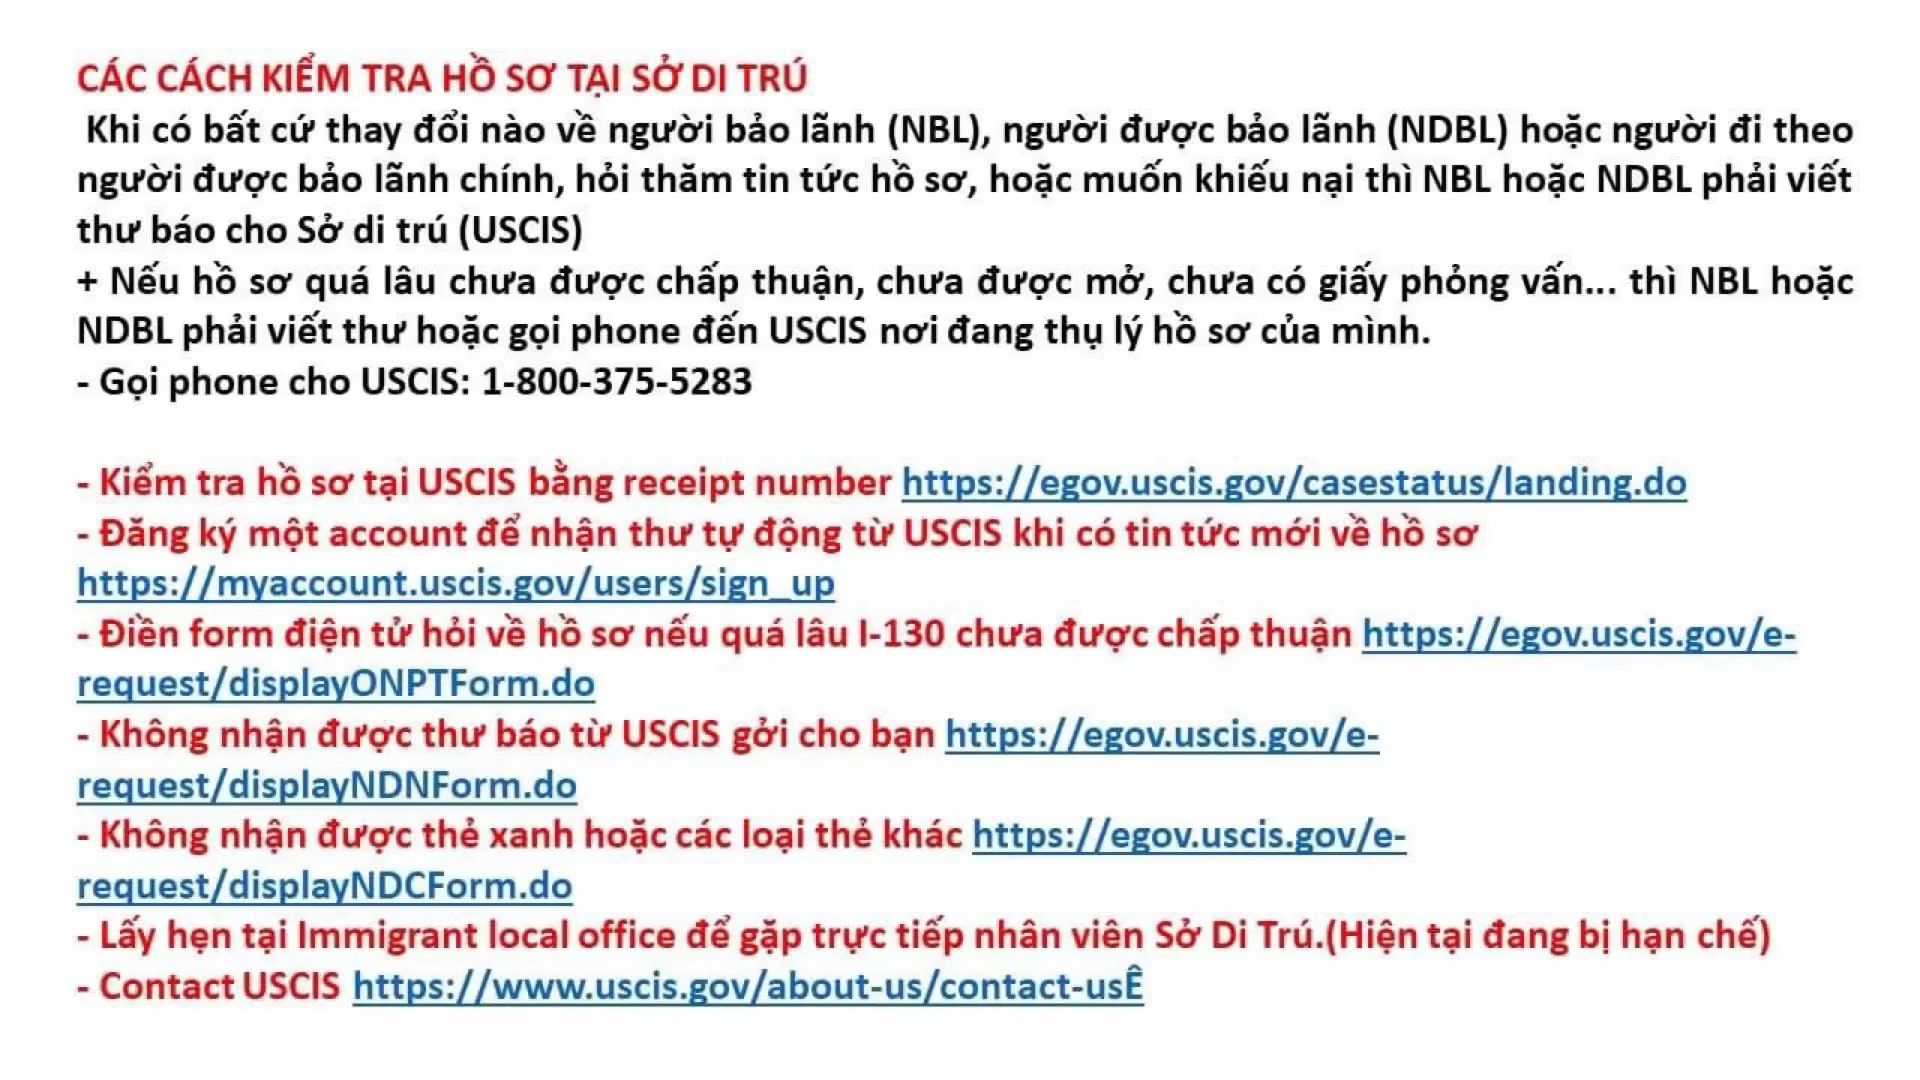 CÁC CÁCH KIỂM TRA HỒ SƠ TẠI SỞ DI TRÚ
Khi có bất cứ thay đổi nào về người bảo lãnh (NBL), người được bảo lãnh (NDBL) hoặc người đi theo
người được bảo lãnh chính, hỏi thăm tin tức hồ sơ, hoặc muốn khiếu nại thì NBL hoặc NDBL phải viết
thư báo cho Sở di trú (USCIS)
+ Nếu hồ sơ quá lâu chưa được chấp thuận, chưa được mở, chưa có giấy phỏng vấn... thì NBL hoặc
NDBL phải viết thư hoặc gọi phone đến USCIS nơi đang thụ lý hồ sơ của mình.
- Gọi phone cho USCIS: 1-800-375-5283
- Kiểm tra hồ sơ tại USCIS bằng receipt number https://egov.uscis.gov/casestatus/landing.do
- Đăng ký một account để nhận thư tự động từ USCIS khi có tin tức mới về hồ sơ
https://myaccount.uscis.gov/users/sign_up
- Điền form điện tử hỏi về hồ sơ nếu quá lâu I-130 chưa được chấp thuận https://egov.uscis.gov/e-
request/displayONPTForm.do
- Không nhận được thư báo từ USCIS gởi cho bạn https://egov.uscis.gov/e-
request/displayNDNForm.do
- Không nhận được thẻ xanh hoặc các loại thẻ khác https://egov.uscis.gov/e-
request/displayNDCForm.do
- Lấy hẹn tại Immigrant local office để gặp trực tiếp nhân viên Sở Di Trú.(Hiện tại đang bị hạn chế)
- Contact USCIS https://www.uscis.gov/about-us/contact-usÊ